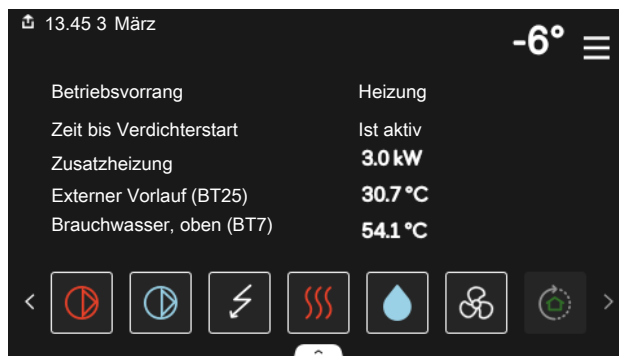 13.45 3 März
-6°
Betriebsvorrang Heizung
Zeit bis Verdichterstart Ist aktiv
Zusatzheizung 3.0 kW
Externer Vorlauf (BT25) 30.7 °C
Brauchwasser, oben (BT7) 54.1 °C